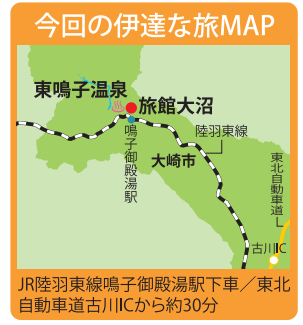 今回の伊達な旅MAP
東鳴子温泉
旅館大沼
鳴子御殿湯駅
陸羽東線
大崎市
東北自動車道
古川IC
JR陸羽東線鳴子御殿湯駅下車／東北
自動車道古川ICから約30分